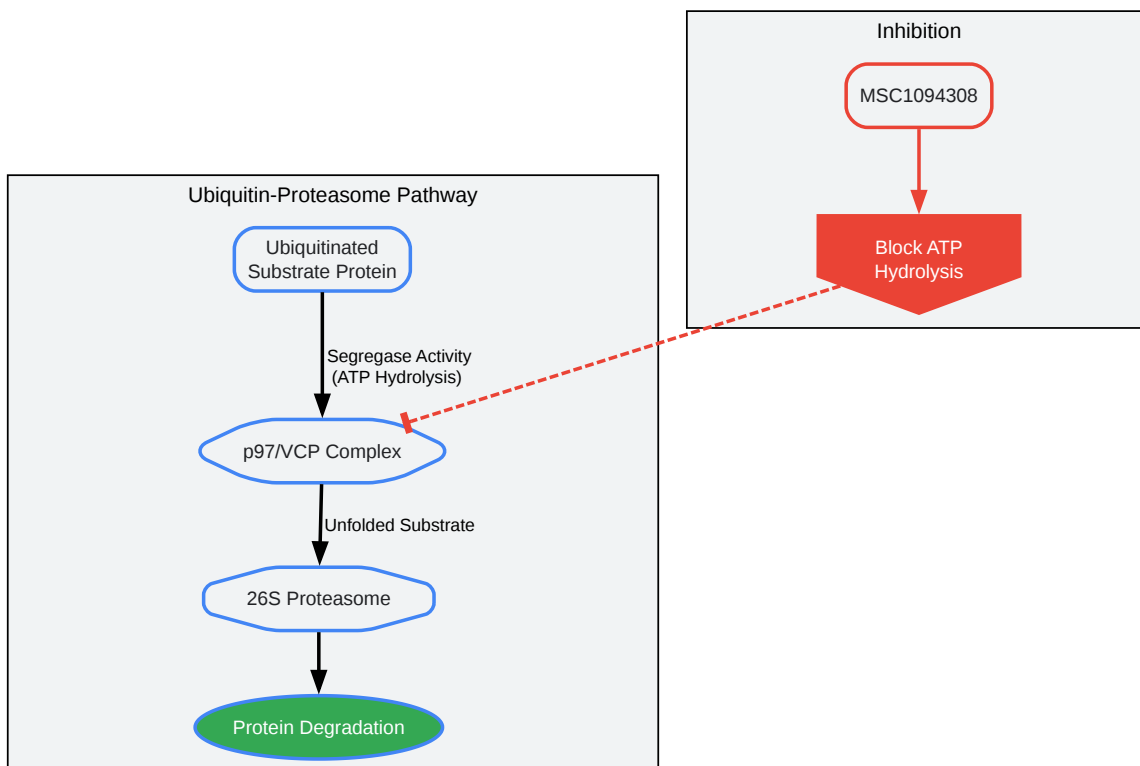 Inhibition
MSC1094308
Block ATP
Hydrolysis
Ubiquitin-Proteasome Pathway
Ubiquitinated
Substrate Protein
Segregase Activity
(ATP Hydrolysis)
p97/VCP Complex
Unfolded Substrate
26S Proteasome
Protein Degradation